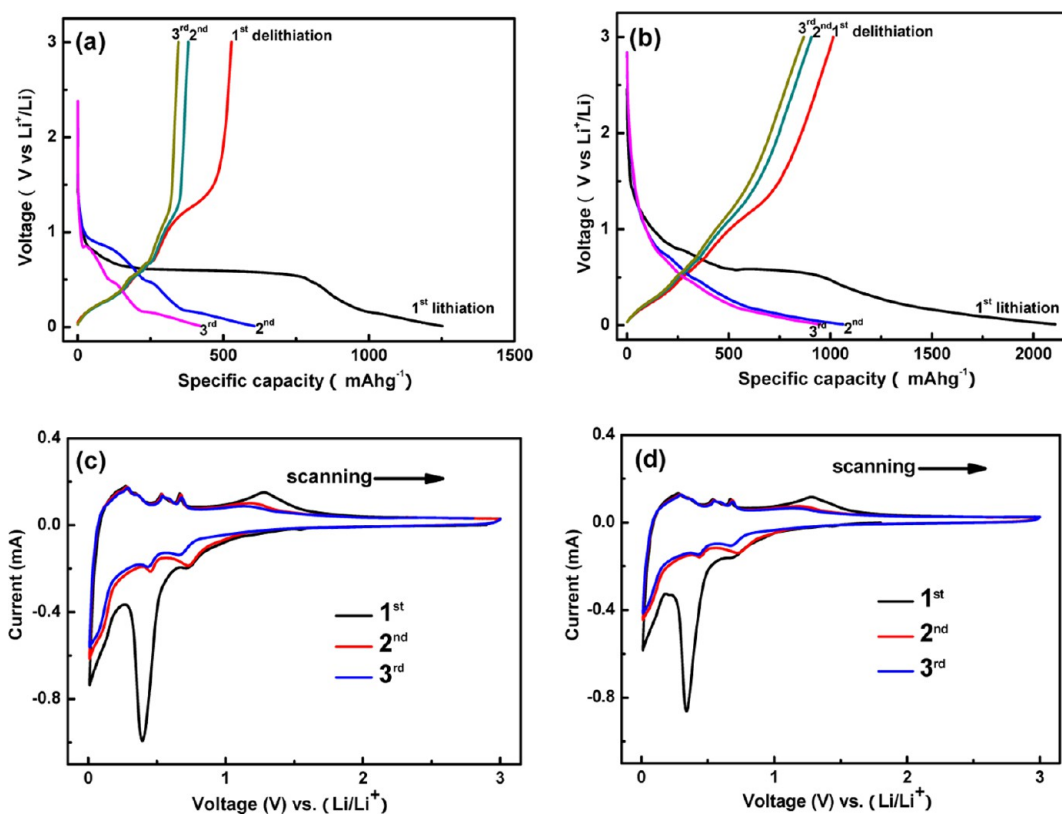 (a)
3rd 2nd
1st delithiation
3
2
1
0
Voltage ( V vs Li+/Li)
1st lithiation
3rd
2nd
0
500
1000
1500
Specific capacity ( mAhg-1)
(b)
3rd 2nd 1st delithiation
3
2
1
0
Voltage ( V vs Li+/Li)
1st lithiation
3rd
2nd
0
500
1000
1500
2000
Specific capacity ( mAhg-1)
(c)
scanning
0.4
0.0
-0.4
-0.8
Current (mA)
1st
2nd
3rd
0
1
2
3
Voltage (V) vs. (Li/Li+)
(d)
scanning
0.4
0.0
-0.4
-0.8
Current (mA)
1st
2nd
3rd
0
1
2
3
Voltage (V) vs. (Li/Li+)